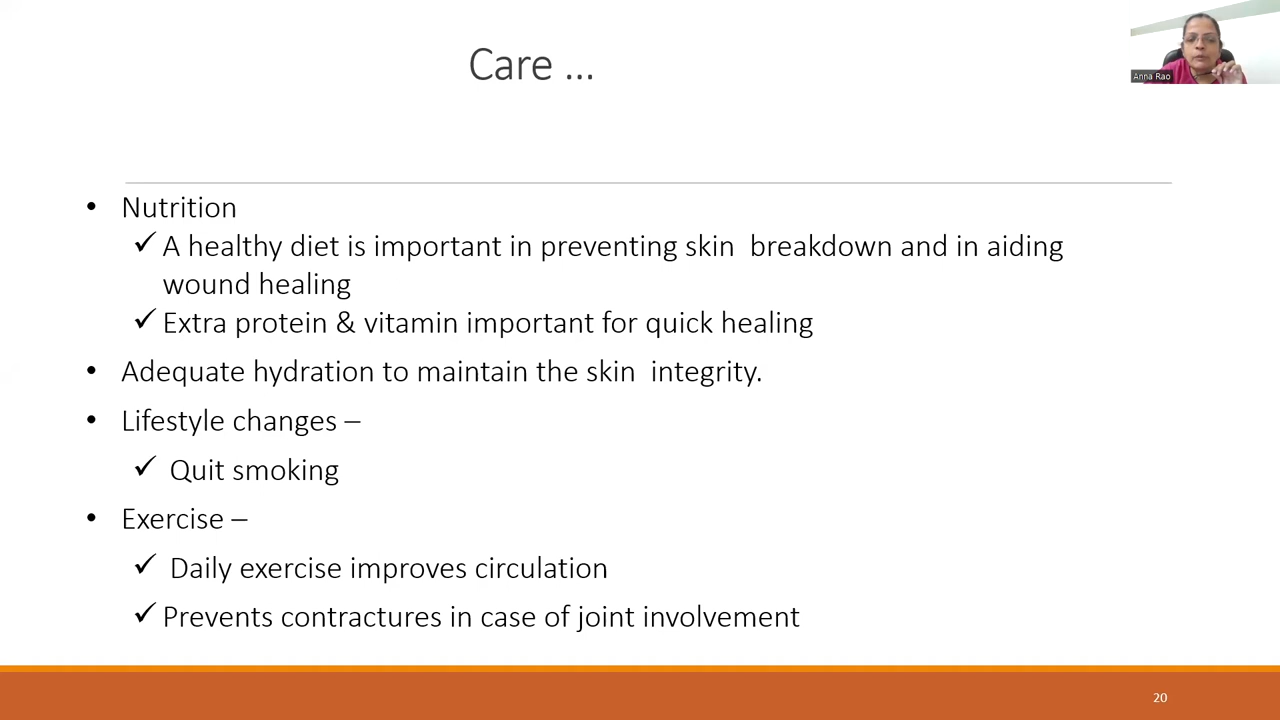 Care ...
Anna Rao
• Nutrition
✓ A healthy diet is important in preventing skin  breakdown and in aiding
wound healing
✓ Extra protein & vitamin important for quick healing
• Adequate hydration to maintain the skin  integrity.
• Lifestyle changes –
✓ Quit smoking
• Exercise –
✓ Daily exercise improves circulation
✓ Prevents contractures in case of joint involvement
20